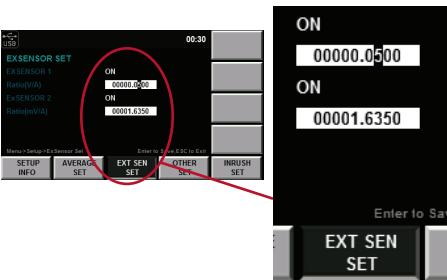 USB
00:30
EXSENSOR SET
EXSENSOR 1 ON
Ratio(V/A) 00000.0500
ExSENSOR 2 ON
Ratio(mV/A) 00001.6350
Menu->Setup->ExSensor Set Enter to Save ESC to Exit
SETUP INFO
AVERAGE SET
EXT SEN SET
OTHER SET
INRUSH SET
ON
00000.0500
ON
00001.6350
Enter to Sav
EXT SEN
SET